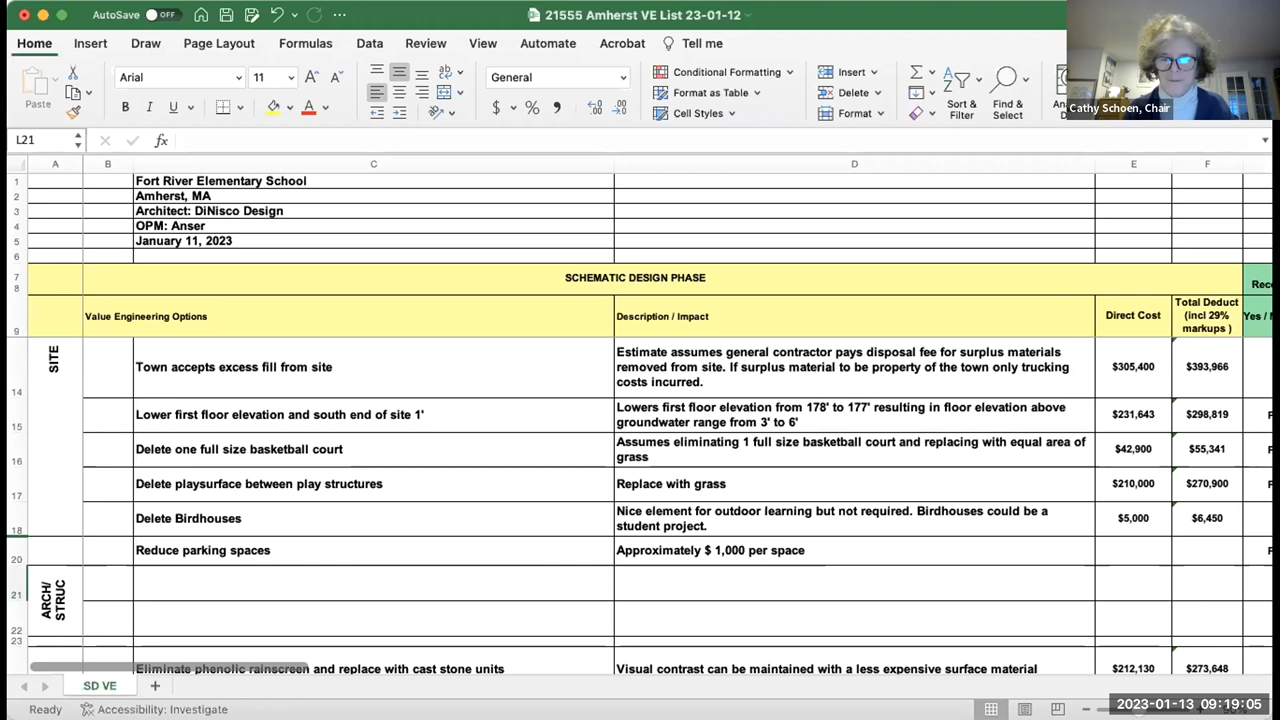 AutoSave OFF
21555 Amherst VE List 23-01-12
Home Insert Draw Page Layout Formulas Data Review View Automate Acrobat Tell me
Paste
Arial 11
B I U
General
$ % 9
Conditional Formatting
Format as Table
Cell Styles
Insert
Delete
Format
Sort & Filter
Find & Select
Cathy Schoen, Chair
L21 fx
A B C D E F
1 Fort River Elementary School
2 Amherst, MA
3 Architect: DiNisco Design
4 OPM: Anser
5 January 11, 2023
6
7 SCHEMATIC DESIGN PHASE
8 Rec
9 Value Engineering Options Description / Impact Direct Cost Total Deduct (incl 29% markups ) Yes /
SITE
14 Town accepts excess fill from site Estimate assumes general contractor pays disposal fee for surplus materials removed from site. If surplus material to be property of the town only trucking costs incurred. $305,400 $393,966
15 Lower first floor elevation and south end of site 1' Lowers first floor elevation from 178' to 177' resulting in floor elevation above groundwater range from 3' to 6' $231,643 $298,819
16 Delete one full size basketball court Assumes eliminating 1 full size basketball court and replacing with equal area of grass $42,900 $55,341
17 Delete playsurface between play structures Replace with grass $210,000 $270,900
18 Delete Birdhouses Nice element for outdoor learning but not required. Birdhouses could be a student project. $5,000 $6,450
20 Reduce parking spaces Approximately $ 1,000 per space
21 ARCH/ STRUC
22
23
Eliminate phenolic rainscreen and replace with cast stone units Visual contrast can be maintained with a less expensive surface material $212,130 $273,648
SD VE +
Ready Accessibility: Investigate
2023-01-13 09:19:05